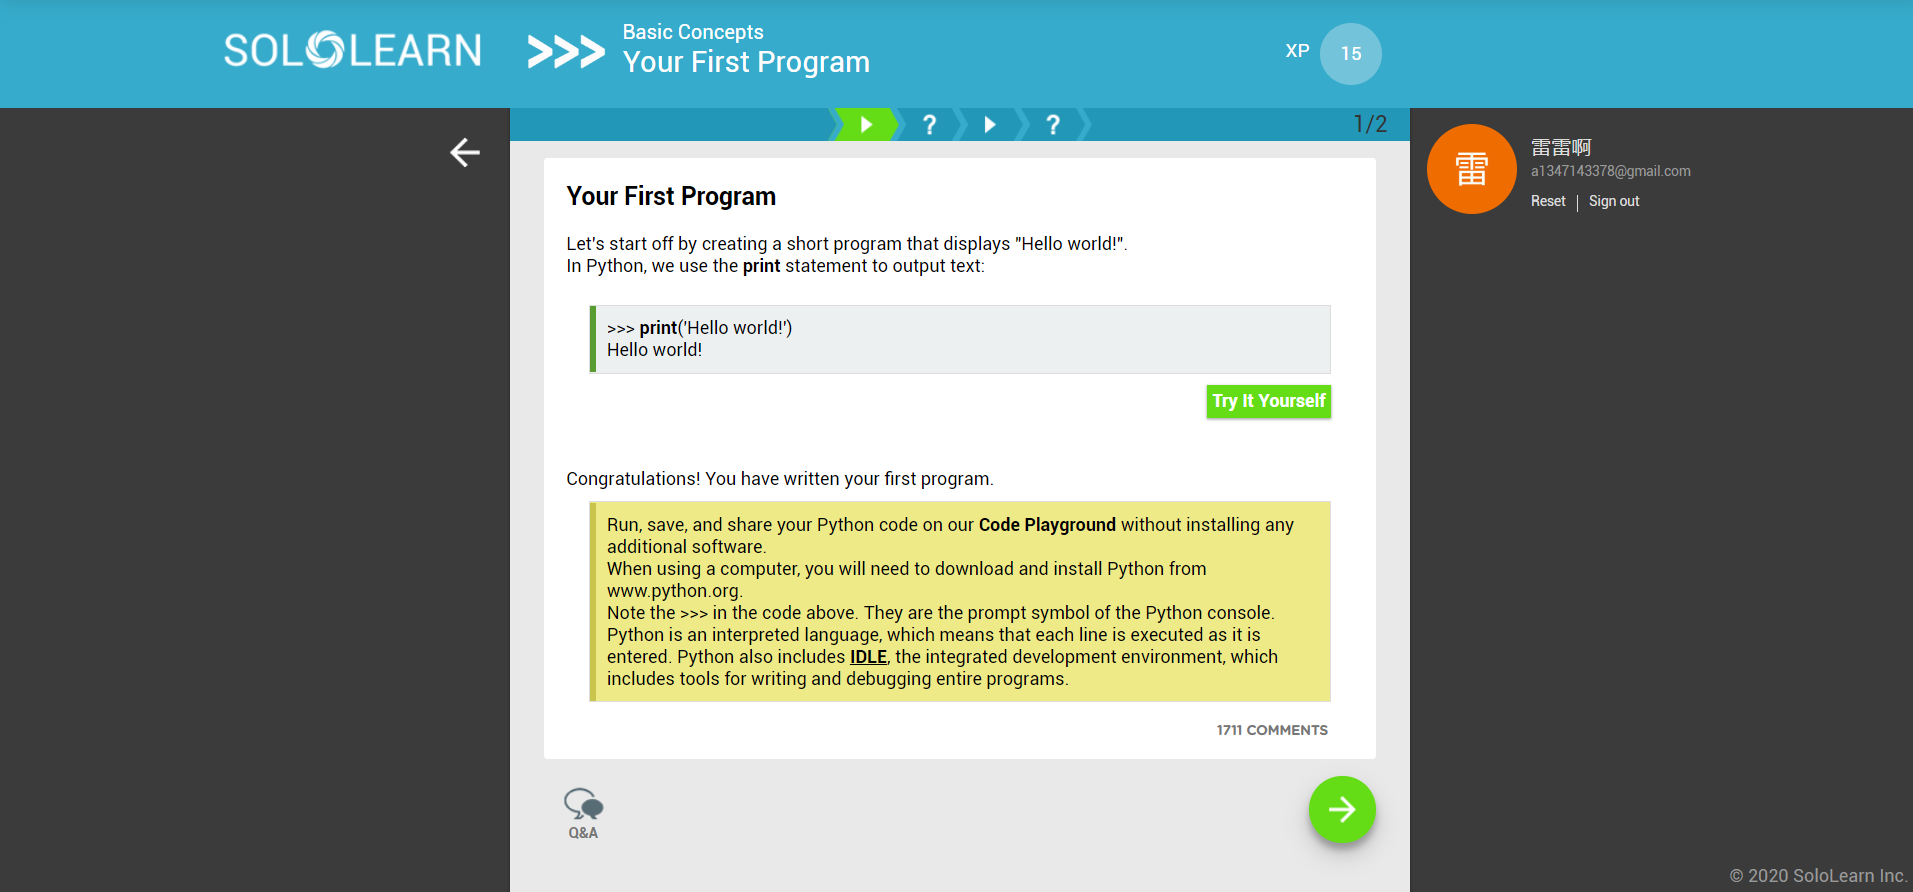 SOLOLEARN
>>>
Basic Concepts
Your First Program
XP 15
? ?
1/2
雷
雷雷啊
a1347143378@gmail.com
Reset | Sign out
Your First Program
Let's start off by creating a short program that displays "Hello world!".
In Python, we use the print statement to output text:
>>> print('Hello world!')
Hello world!
Try It Yourself
Congratulations! You have written your first program.
Run, save, and share your Python code on our Code Playground without installing any
additional software.
When using a computer, you will need to download and install Python from
www.python.org.
Note the >>> in the code above. They are the prompt symbol of the Python console.
Python is an interpreted language, which means that each line is executed as it is
entered. Python also includes IDLE, the integrated development environment, which
includes tools for writing and debugging entire programs.
1711 COMMENTS
Q&A
© 2020 SoloLearn Inc.